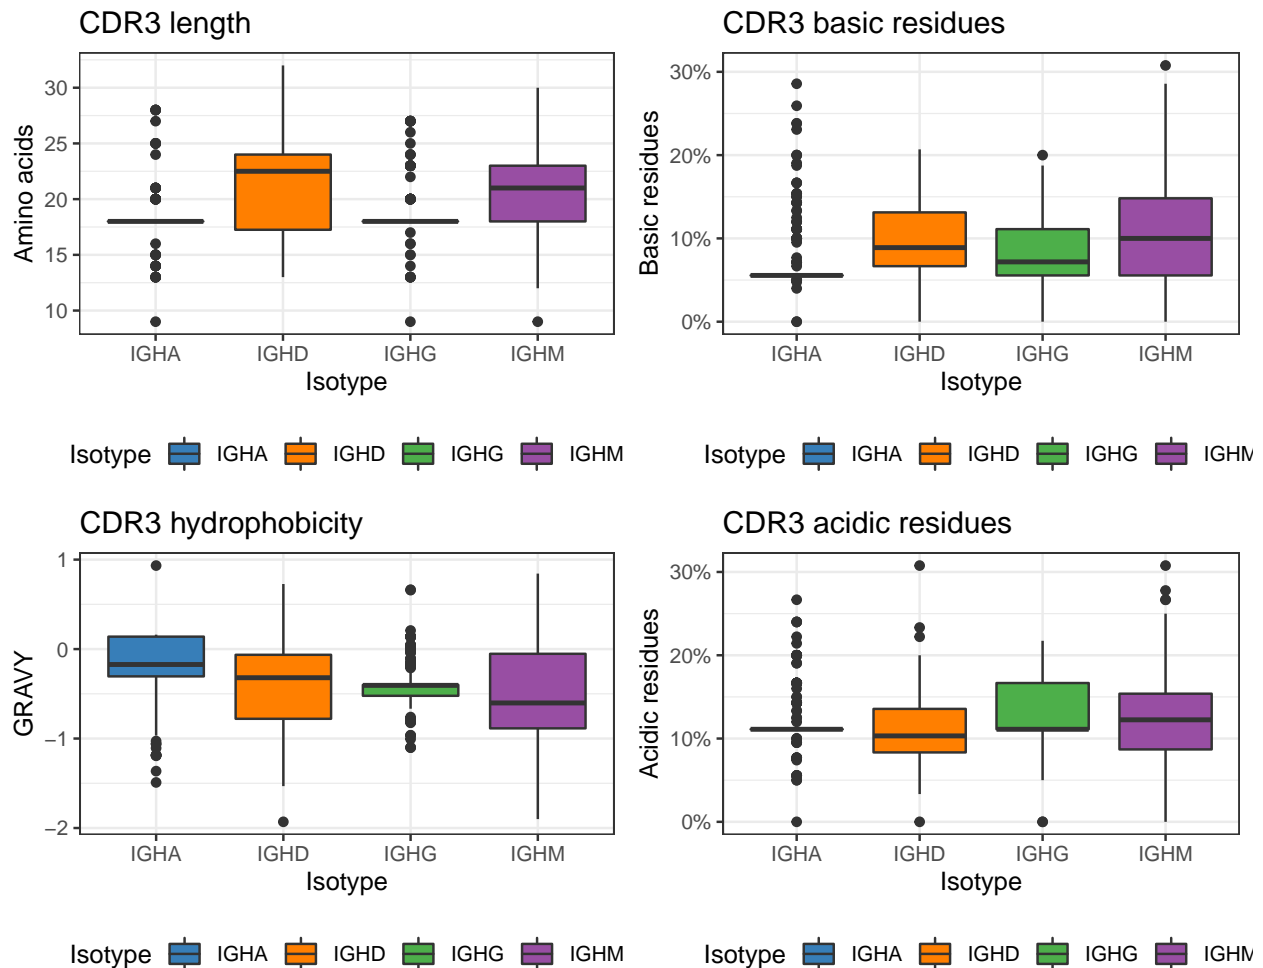 CDR3 length
Amino acids
30
25
20
15
10
IGHA IGHD IGHG IGHM
Isotype
Isotype IGHA IGHD IGHG IGHM
CDR3 basic residues
Basic residues
30%
20%
10%
0%
IGHA IGHD IGHG IGHM
Isotype
Isotype IGHA IGHD IGHG IGHM
CDR3 hydrophobicity
GRAVY
1
0
−1
−2
IGHA IGHD IGHG IGHM
Isotype
Isotype IGHA IGHD IGHG IGHM
CDR3 acidic residues
Acidic residues
30%
20%
10%
0%
IGHA IGHD IGHG IGHM
Isotype
Isotype IGHA IGHD IGHG IGHM